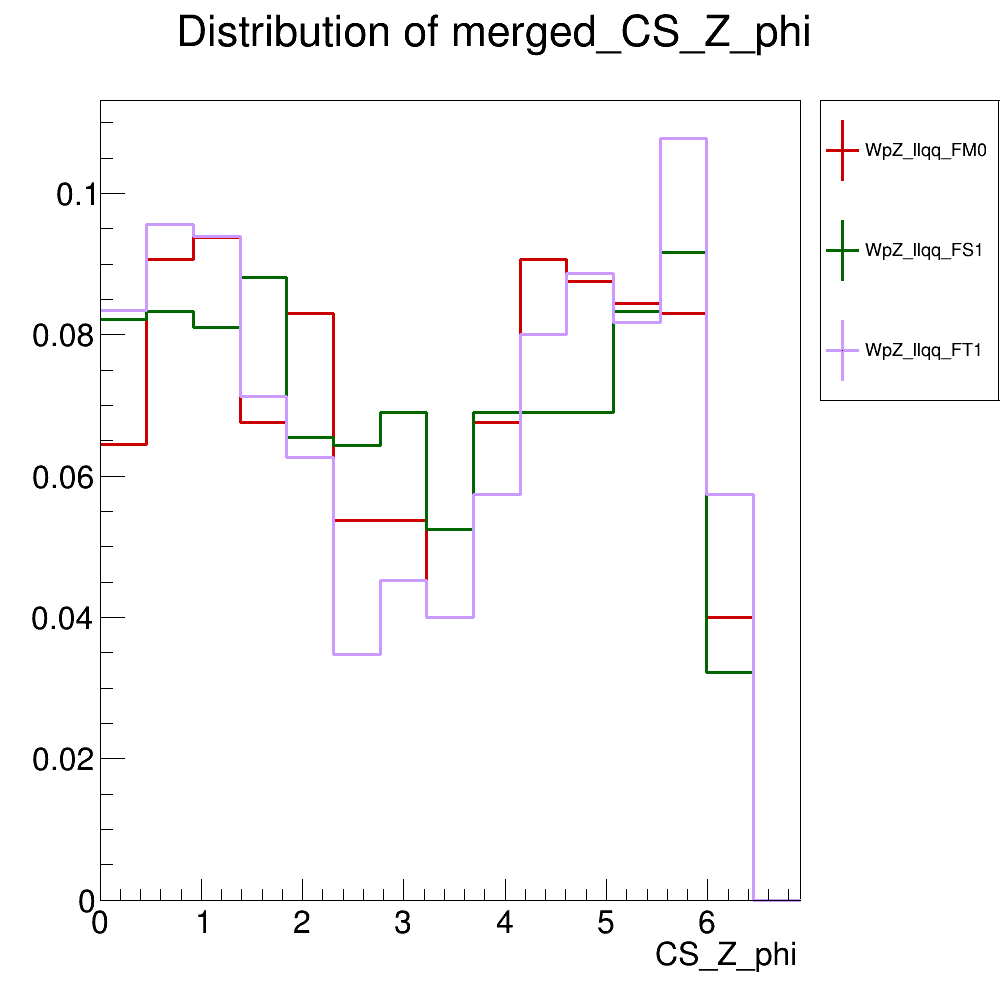 Distribution of merged_CS_Z_phi
WpZ_llqq_FM0
WpZ_llqq_FS1
WpZ_llqq_FT1
0.1
0.08
0.06
0.04
0.02
0
0 1 2 3 4 5 6
CS_Z_phi